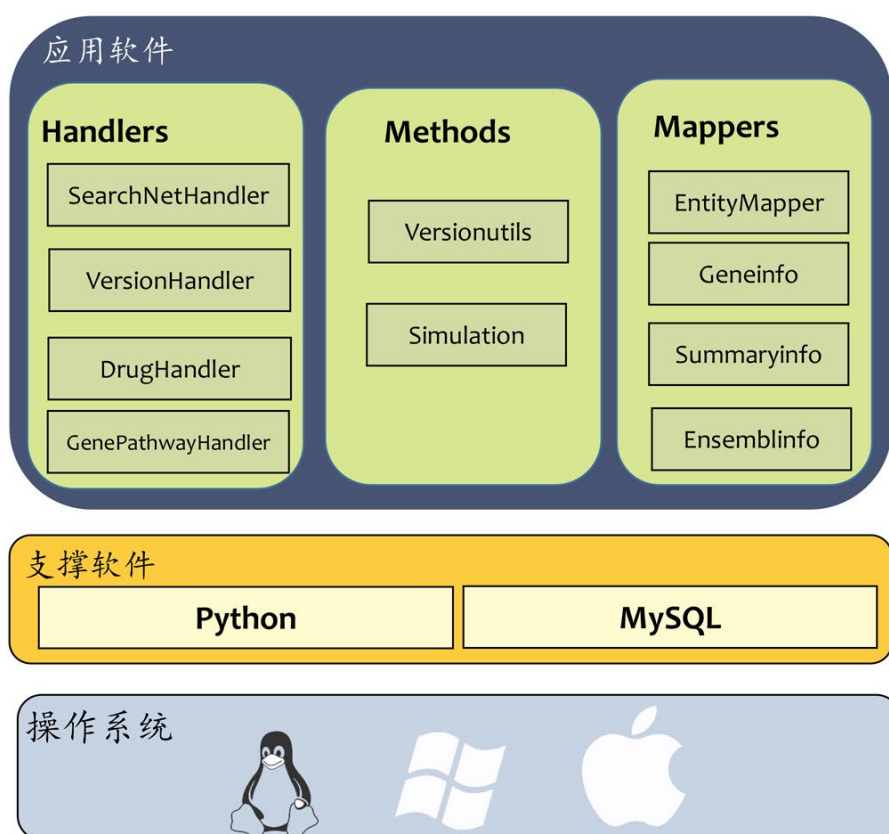 应用软件
Handlers
SearchNetHandler
VersionHandler
DrugHandler
GenePathwayHandler
Methods
Versionutils
Simulation
Mappers
EntityMapper
Geneinfo
Summaryinfo
Ensemblinfo
支撑软件
Python
MySQL
操作系统